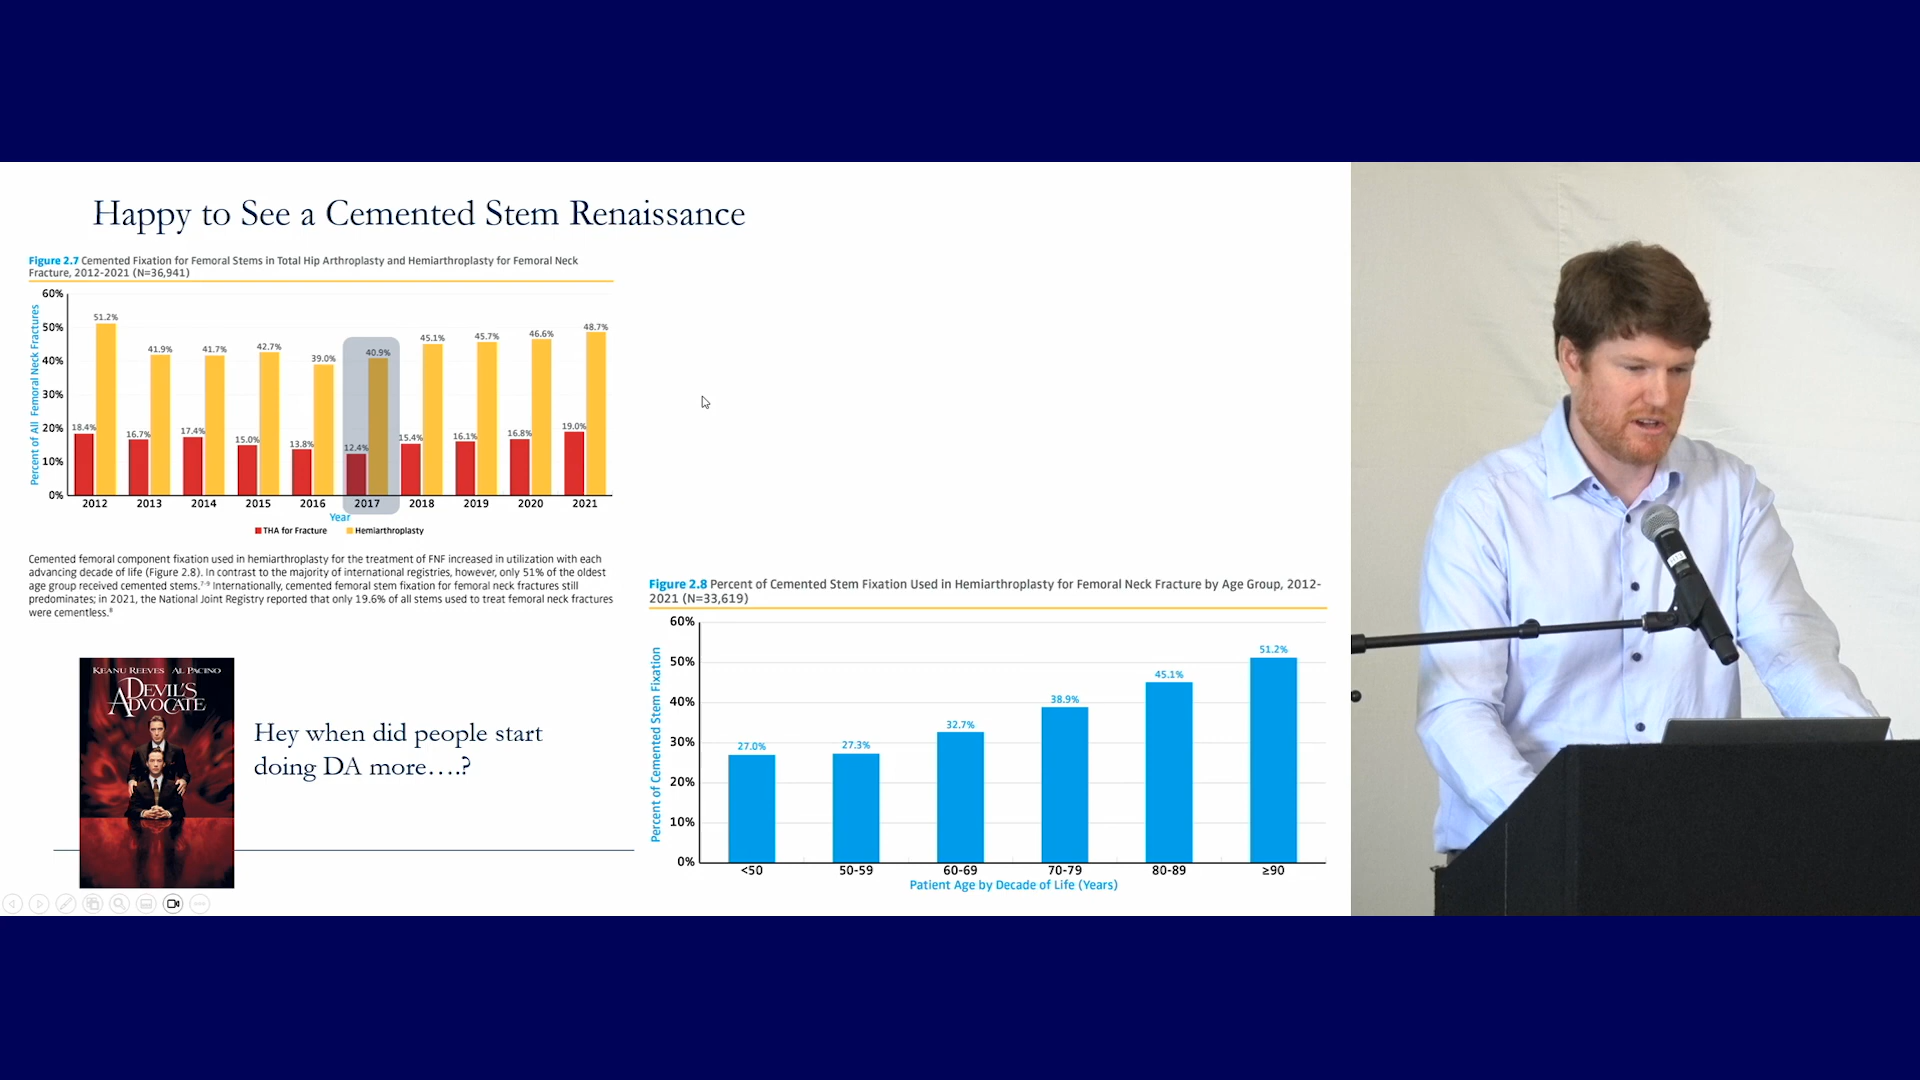 Happy to See a Cemented Stem Renaissance
Figure 2.7 Cemented Fixation for Femoral Stems in Total Hip Arthroplasty and Hemiarthroplasty for Femoral Neck
Fracture, 2012-2021 (N=36,941)
Percent of All Femoral Neck Fractures
60%
50%
40%
30%
20%
10%
0%
18.4% 51.2%
16.7% 41.9%
17.4% 41.7%
15.0% 42.7%
13.8% 39.0%
12.4% 40.9%
15.4% 45.1%
16.1% 45.7%
16.8% 46.6%
19.0% 48.7%
2012 2013 2014 2015 2016 2017 2018 2019 2020 2021
Year
THA for Fracture Hemiarthroplasty
Cemented femoral component fixation used in hemiarthroplasty for the treatment of FNF increased in utilization with each
advancing decade of life (Figure 2.8). In contrast to the majority of international registries, however, only 51% of the oldest
age group received cemented stems.7-9 Internationally, cemented femoral stem fixation for femoral neck fractures still
predominates; in 2021, the National Joint Registry reported that only 19.6% of all stems used to treat femoral neck fractures
were cementless.8
KEANU REEVES AL PACINO
DEVIL'S
ADVOCATE
Hey when did people start
doing DA more….?
Figure 2.8 Percent of Cemented Stem Fixation Used in Hemiarthroplasty for Femoral Neck Fracture by Age Group, 2012-
2021 (N=33,619)
Percent of Cemented Stem Fixation
60%
50%
40%
30%
20%
10%
0%
27.0% 27.3% 32.7% 38.9% 45.1% 51.2%
<50 50-59 60-69 70-79 80-89 ≥90
Patient Age by Decade of Life (Years)